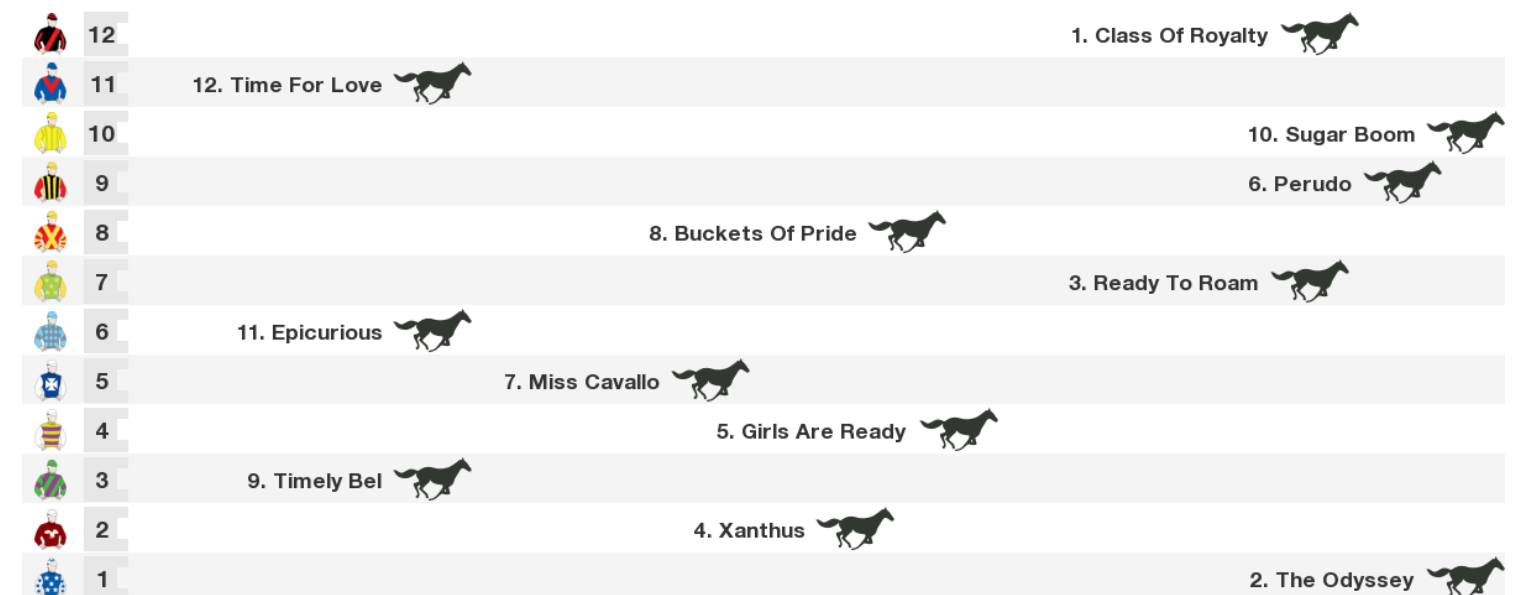 12 1. Class Of Royalty
11 12. Time For Love
10 10. Sugar Boom
9 6. Perudo
8 8. Buckets Of Pride
7 3. Ready To Roam
6 11. Epicurious
5 7. Miss Cavallo
4 5. Girls Are Ready
3 9. Timely Bel
2 4. Xanthus
1 2. The Odyssey